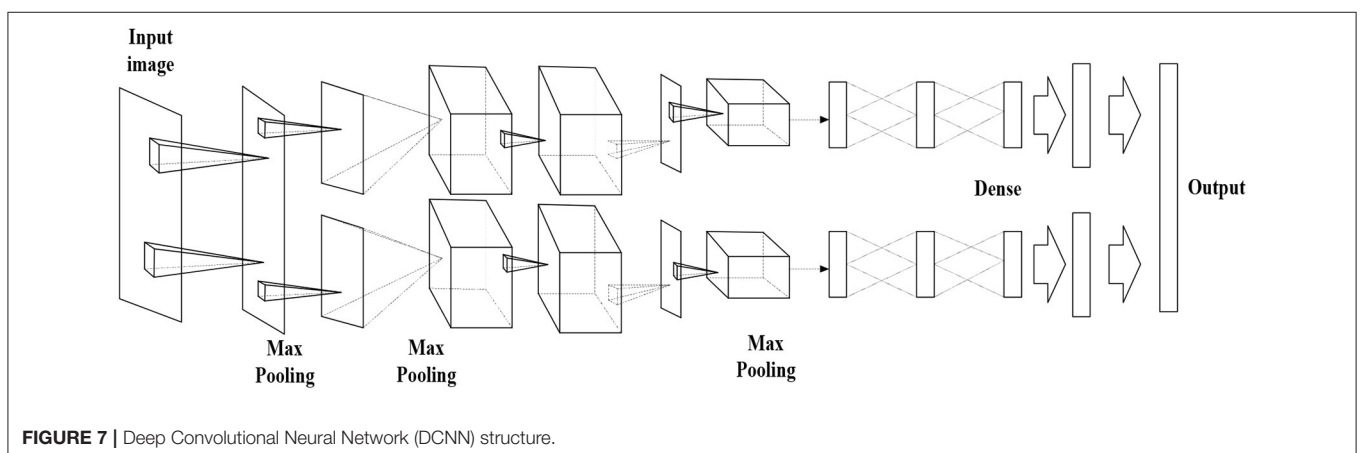 Input
image
Dense
Output
Max
Pooling
Max
Pooling
Max
Pooling
FIGURE 7 | Deep Convolutional Neural Network (DCNN) structure.